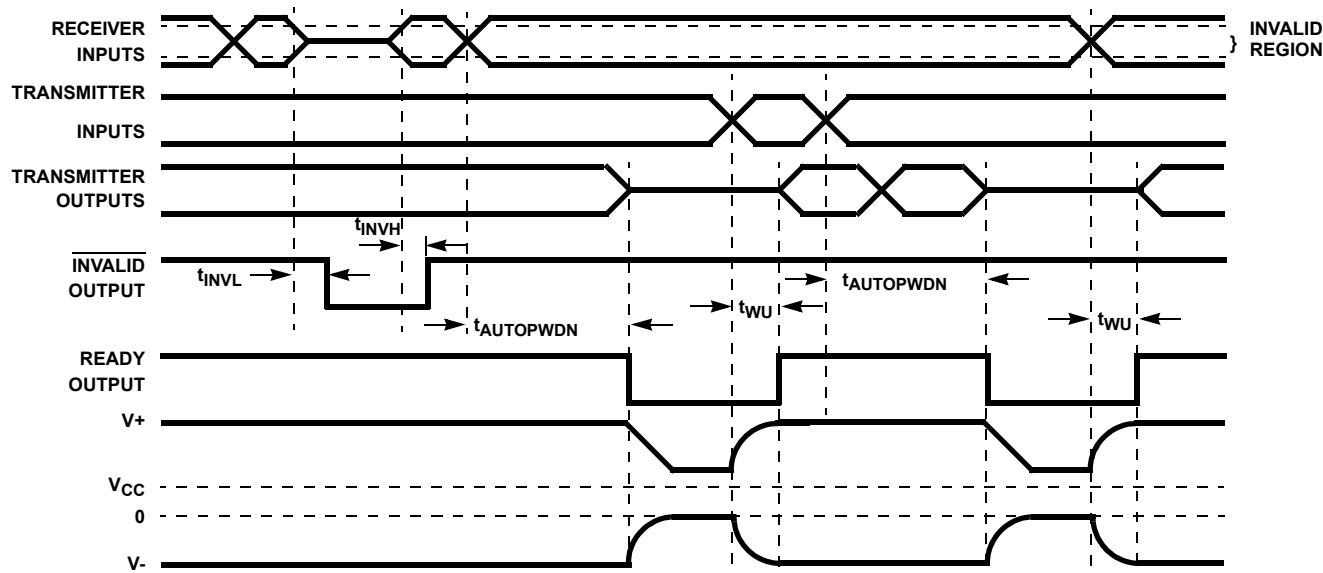 RECEIVER
INPUTS
} INVALID
REGION
TRANSMITTER
INPUTS
TRANSMITTER
OUTPUTS
tINVH
INVALID
OUTPUT
tINVL
tAUTOPWDN
tWU
tAUTOPWDN
tWU
READY
OUTPUT
V+
VCC
0
V-